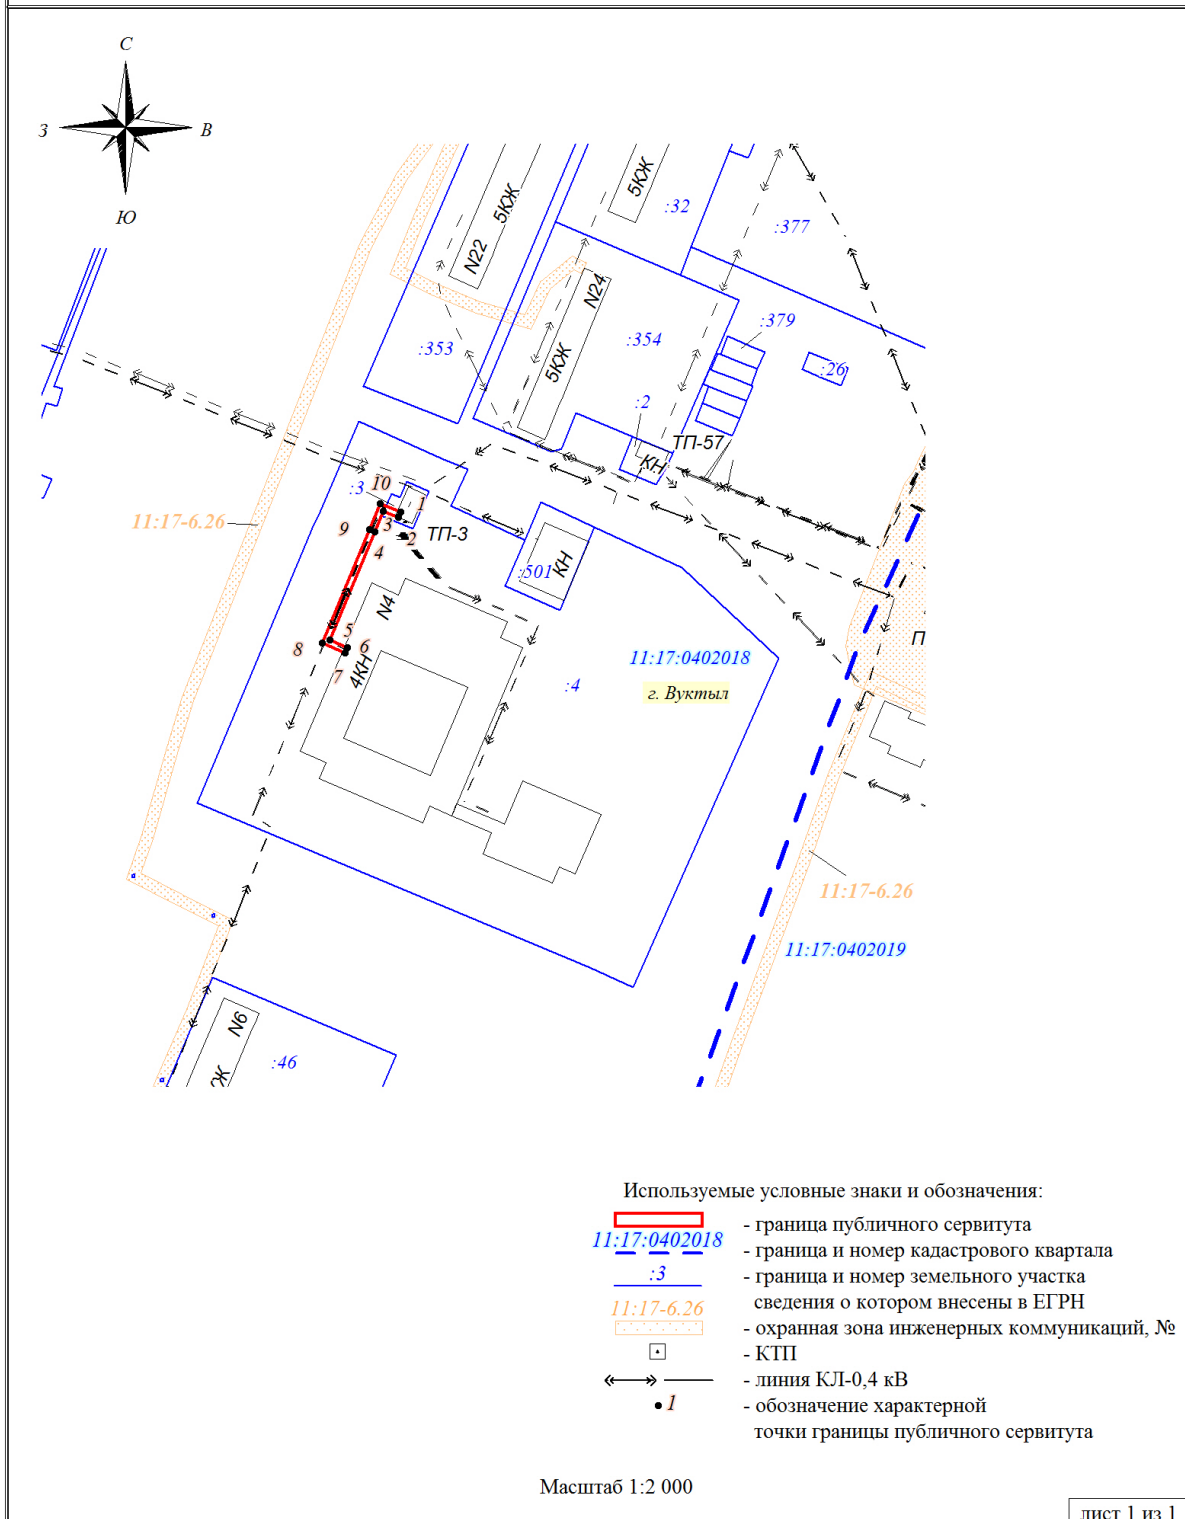 С
З
В
Ю
5КЖ
5КЖ
:32
:377
N22
N24
:379
:353
:354
5КЖ
:26
:2
ТП-57
КН
10
:3
1
11:17-6.26
9
3
2
ТП-3
4
:501
КН
N4
5
8
6
7
4КН
11:17:0402018
П
:4
г. Вуктыл
11:17-6.26
11:17:0402019
N6
:46
КЖ
Используемые условные знаки и обозначения:
- граница публичного сервитута
11:17:0402018
- граница и номер кадастрового квартала
:3
- граница и номер земельного участка
сведения о котором внесены в ЕГРН
11:17-6.26
- охранная зона инженерных коммуникаций, №
- КТП
- линия КЛ-0,4 кВ
1
- обозначение характерной
точки границы публичного сервитута
Масштаб 1:2 000
лист 1 из 1